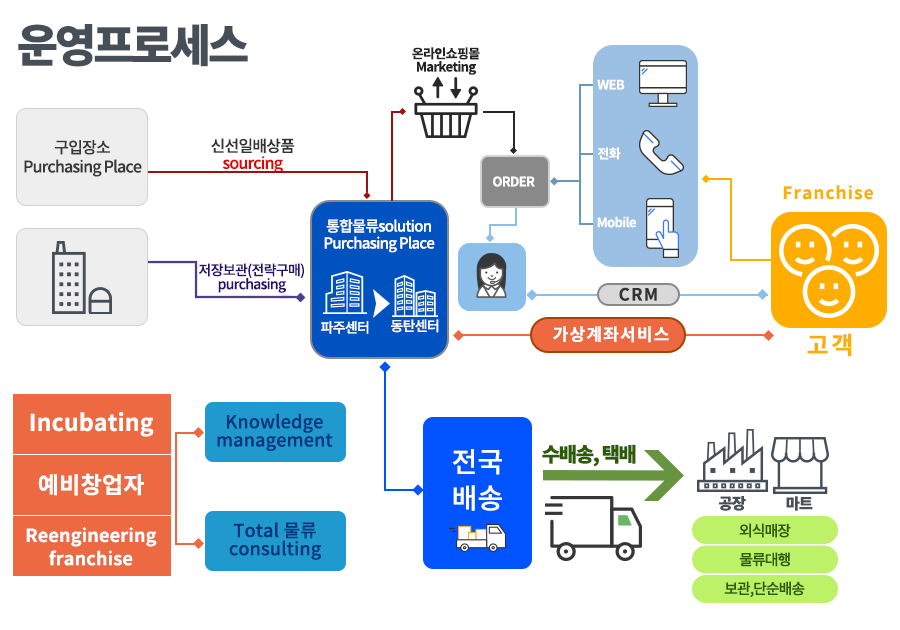 운영프로세스
구입장소
Purchasing Place
신선일배상품
sourcing
저장보관(전략구매)
purchasing
통합물류solution
Purchasing Place
파주센터
동탄센터
온라인쇼핑몰
Marketing
ORDER
WEB
전화
Mobile
Franchise
고객
CRM
가상계좌서비스
Incubating
예비창업자
Reengineering
franchise
Knowledge
management
Total 물류
consulting
전국
배송
수배송, 택배
공장
마트
외식매장
물류대행
보관,단순배송